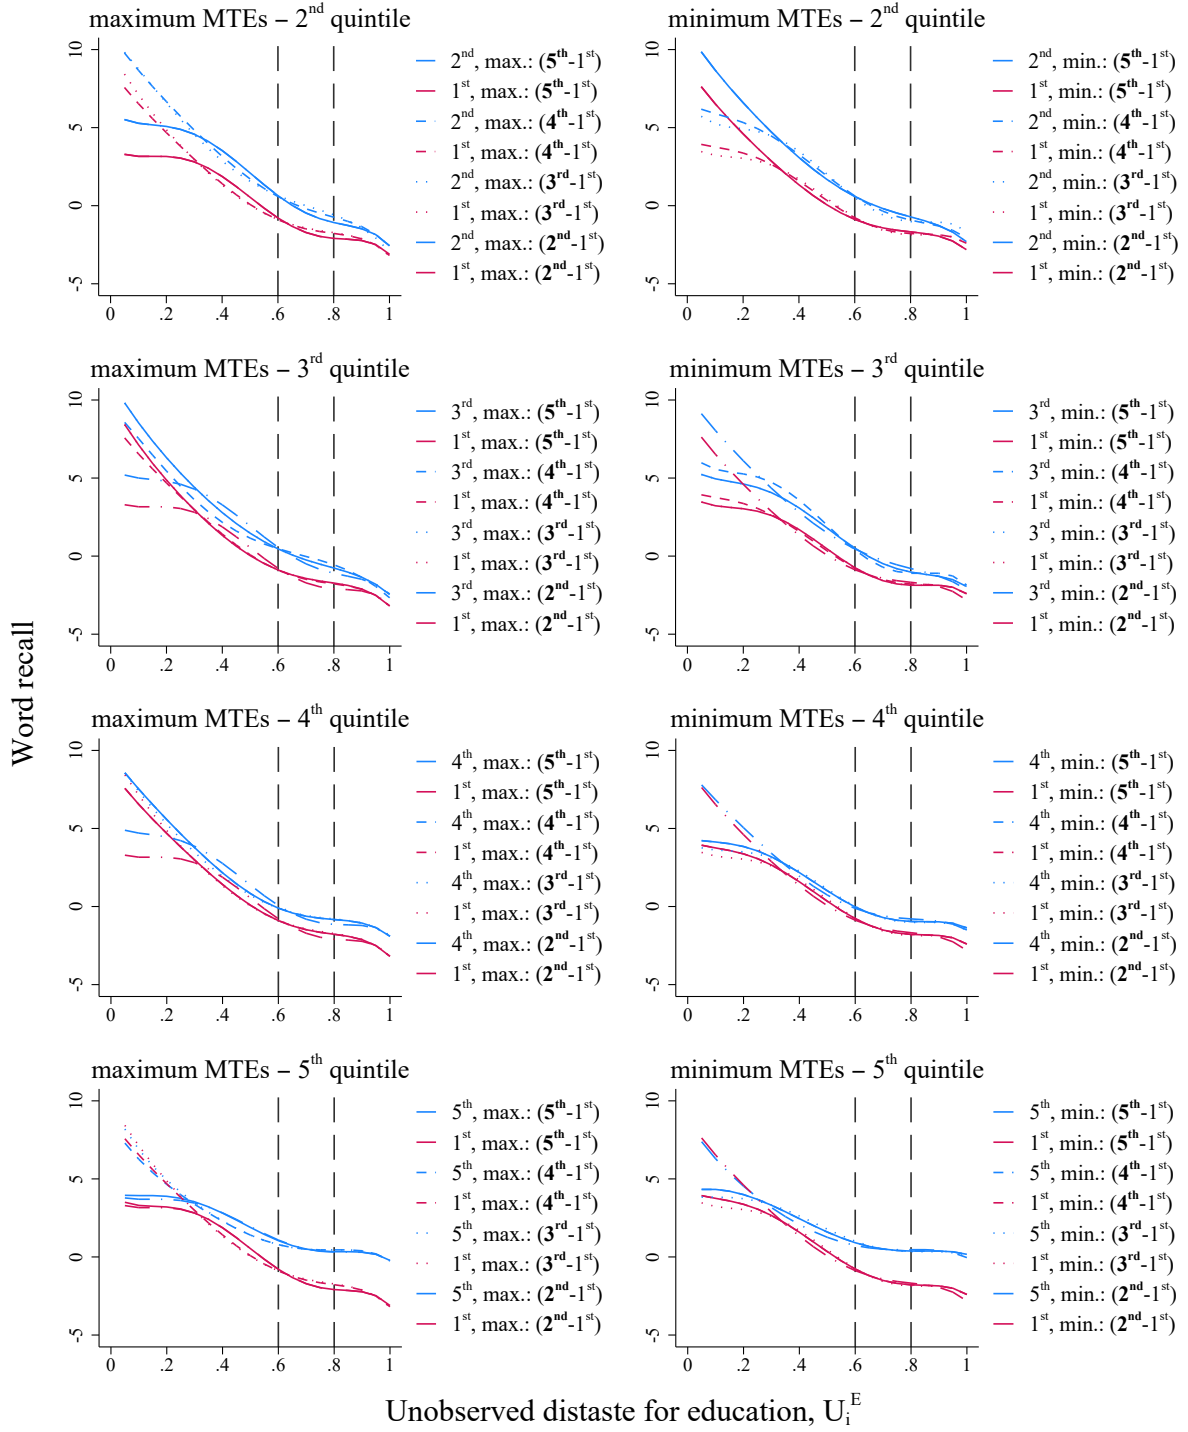 maximum MTEs – 2nd quintile
10
5
0
-5
0 .2 .4 .6 .8 1
2nd, max.: (5th-1st)
1st, max.: (5th-1st)
2nd, max.: (4th-1st)
1st, max.: (4th-1st)
2nd, max.: (3rd-1st)
1st, max.: (3rd-1st)
2nd, max.: (2nd-1st)
1st, max.: (2nd-1st)
minimum MTEs – 2nd quintile
10
5
0
-5
0 .2 .4 .6 .8 1
2nd, min.: (5th-1st)
1st, min.: (5th-1st)
2nd, min.: (4th-1st)
1st, min.: (4th-1st)
2nd, min.: (3rd-1st)
1st, min.: (3rd-1st)
2nd, min.: (2nd-1st)
1st, min.: (2nd-1st)
maximum MTEs – 3rd quintile
10
5
0
-5
0 .2 .4 .6 .8 1
3rd, max.: (5th-1st)
1st, max.: (5th-1st)
3rd, max.: (4th-1st)
1st, max.: (4th-1st)
3rd, max.: (3rd-1st)
1st, max.: (3rd-1st)
3rd, max.: (2nd-1st)
1st, max.: (2nd-1st)
minimum MTEs – 3rd quintile
10
5
0
-5
0 .2 .4 .6 .8 1
3rd, min.: (5th-1st)
1st, min.: (5th-1st)
3rd, min.: (4th-1st)
1st, min.: (4th-1st)
3rd, min.: (3rd-1st)
1st, min.: (3rd-1st)
3rd, min.: (2nd-1st)
1st, min.: (2nd-1st)
Word recall
maximum MTEs – 4th quintile
10
5
0
-5
0 .2 .4 .6 .8 1
4th, max.: (5th-1st)
1st, max.: (5th-1st)
4th, max.: (4th-1st)
1st, max.: (4th-1st)
4th, max.: (3rd-1st)
1st, max.: (3rd-1st)
4th, max.: (2nd-1st)
1st, max.: (2nd-1st)
minimum MTEs – 4th quintile
10
5
0
-5
0 .2 .4 .6 .8 1
4th, min.: (5th-1st)
1st, min.: (5th-1st)
4th, min.: (4th-1st)
1st, min.: (4th-1st)
4th, min.: (3rd-1st)
1st, min.: (3rd-1st)
4th, min.: (2nd-1st)
1st, min.: (2nd-1st)
maximum MTEs – 5th quintile
10
5
0
-5
0 .2 .4 .6 .8 1
5th, max.: (5th-1st)
1st, max.: (5th-1st)
5th, max.: (4th-1st)
1st, max.: (4th-1st)
5th, max.: (3rd-1st)
1st, max.: (3rd-1st)
5th, max.: (2nd-1st)
1st, max.: (2nd-1st)
minimum MTEs – 5th quintile
10
5
0
-5
0 .2 .4 .6 .8 1
5th, min.: (5th-1st)
1st, min.: (5th-1st)
5th, min.: (4th-1st)
1st, min.: (4th-1st)
5th, min.: (3rd-1st)
1st, min.: (3rd-1st)
5th, min.: (2nd-1st)
1st, min.: (2nd-1st)
Unobserved distaste for education, U_i^E